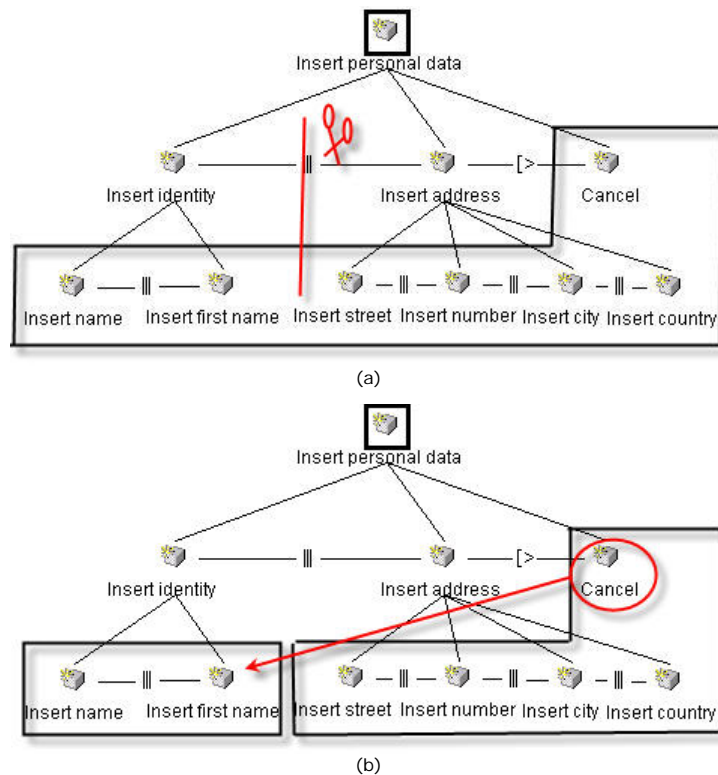 Insert personal data
||| [>
Insert identity Insert address Cancel
||| ||| ||| |||
Insert name Insert first name Insert street Insert number Insert city Insert country
(a)
Insert personal data
||| [>
Insert identity Insert address Cancel
||| ||| ||| |||
Insert name Insert first name Insert street Insert number Insert city Insert country
(b)